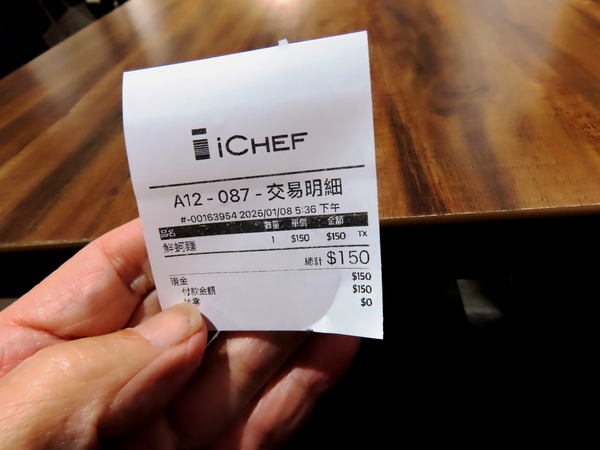 iCHEF
A12 - 087 - 交易明細
#-00163954 2025/01/08 5:36 下午
品名 數量 單價 金額
鮮蚵麵 1 $150 $150 TX
總計 $150
現金 $150
付款金額 $150
$0